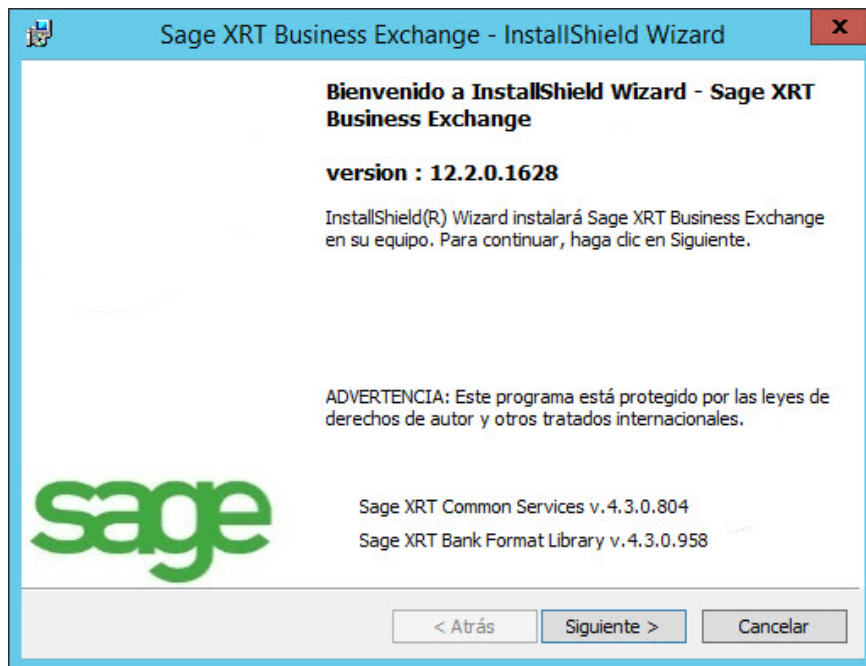 Sage XRT Business Exchange - InstallShield Wizard
x
Bienvenido a InstallShield Wizard - Sage XRT
Business Exchange
version : 12.2.0.1628
InstallShield(R) Wizard instalará Sage XRT Business Exchange
en su equipo. Para continuar, haga clic en Siguiente.
ADVERTENCIA: Este programa está protegido por las leyes de
derechos de autor y otros tratados internacionales.
sage
Sage XRT Common Services v.4.3.0.804
Sage XRT Bank Format Library v.4.3.0.958
< Atrás
Siguiente >
Cancelar